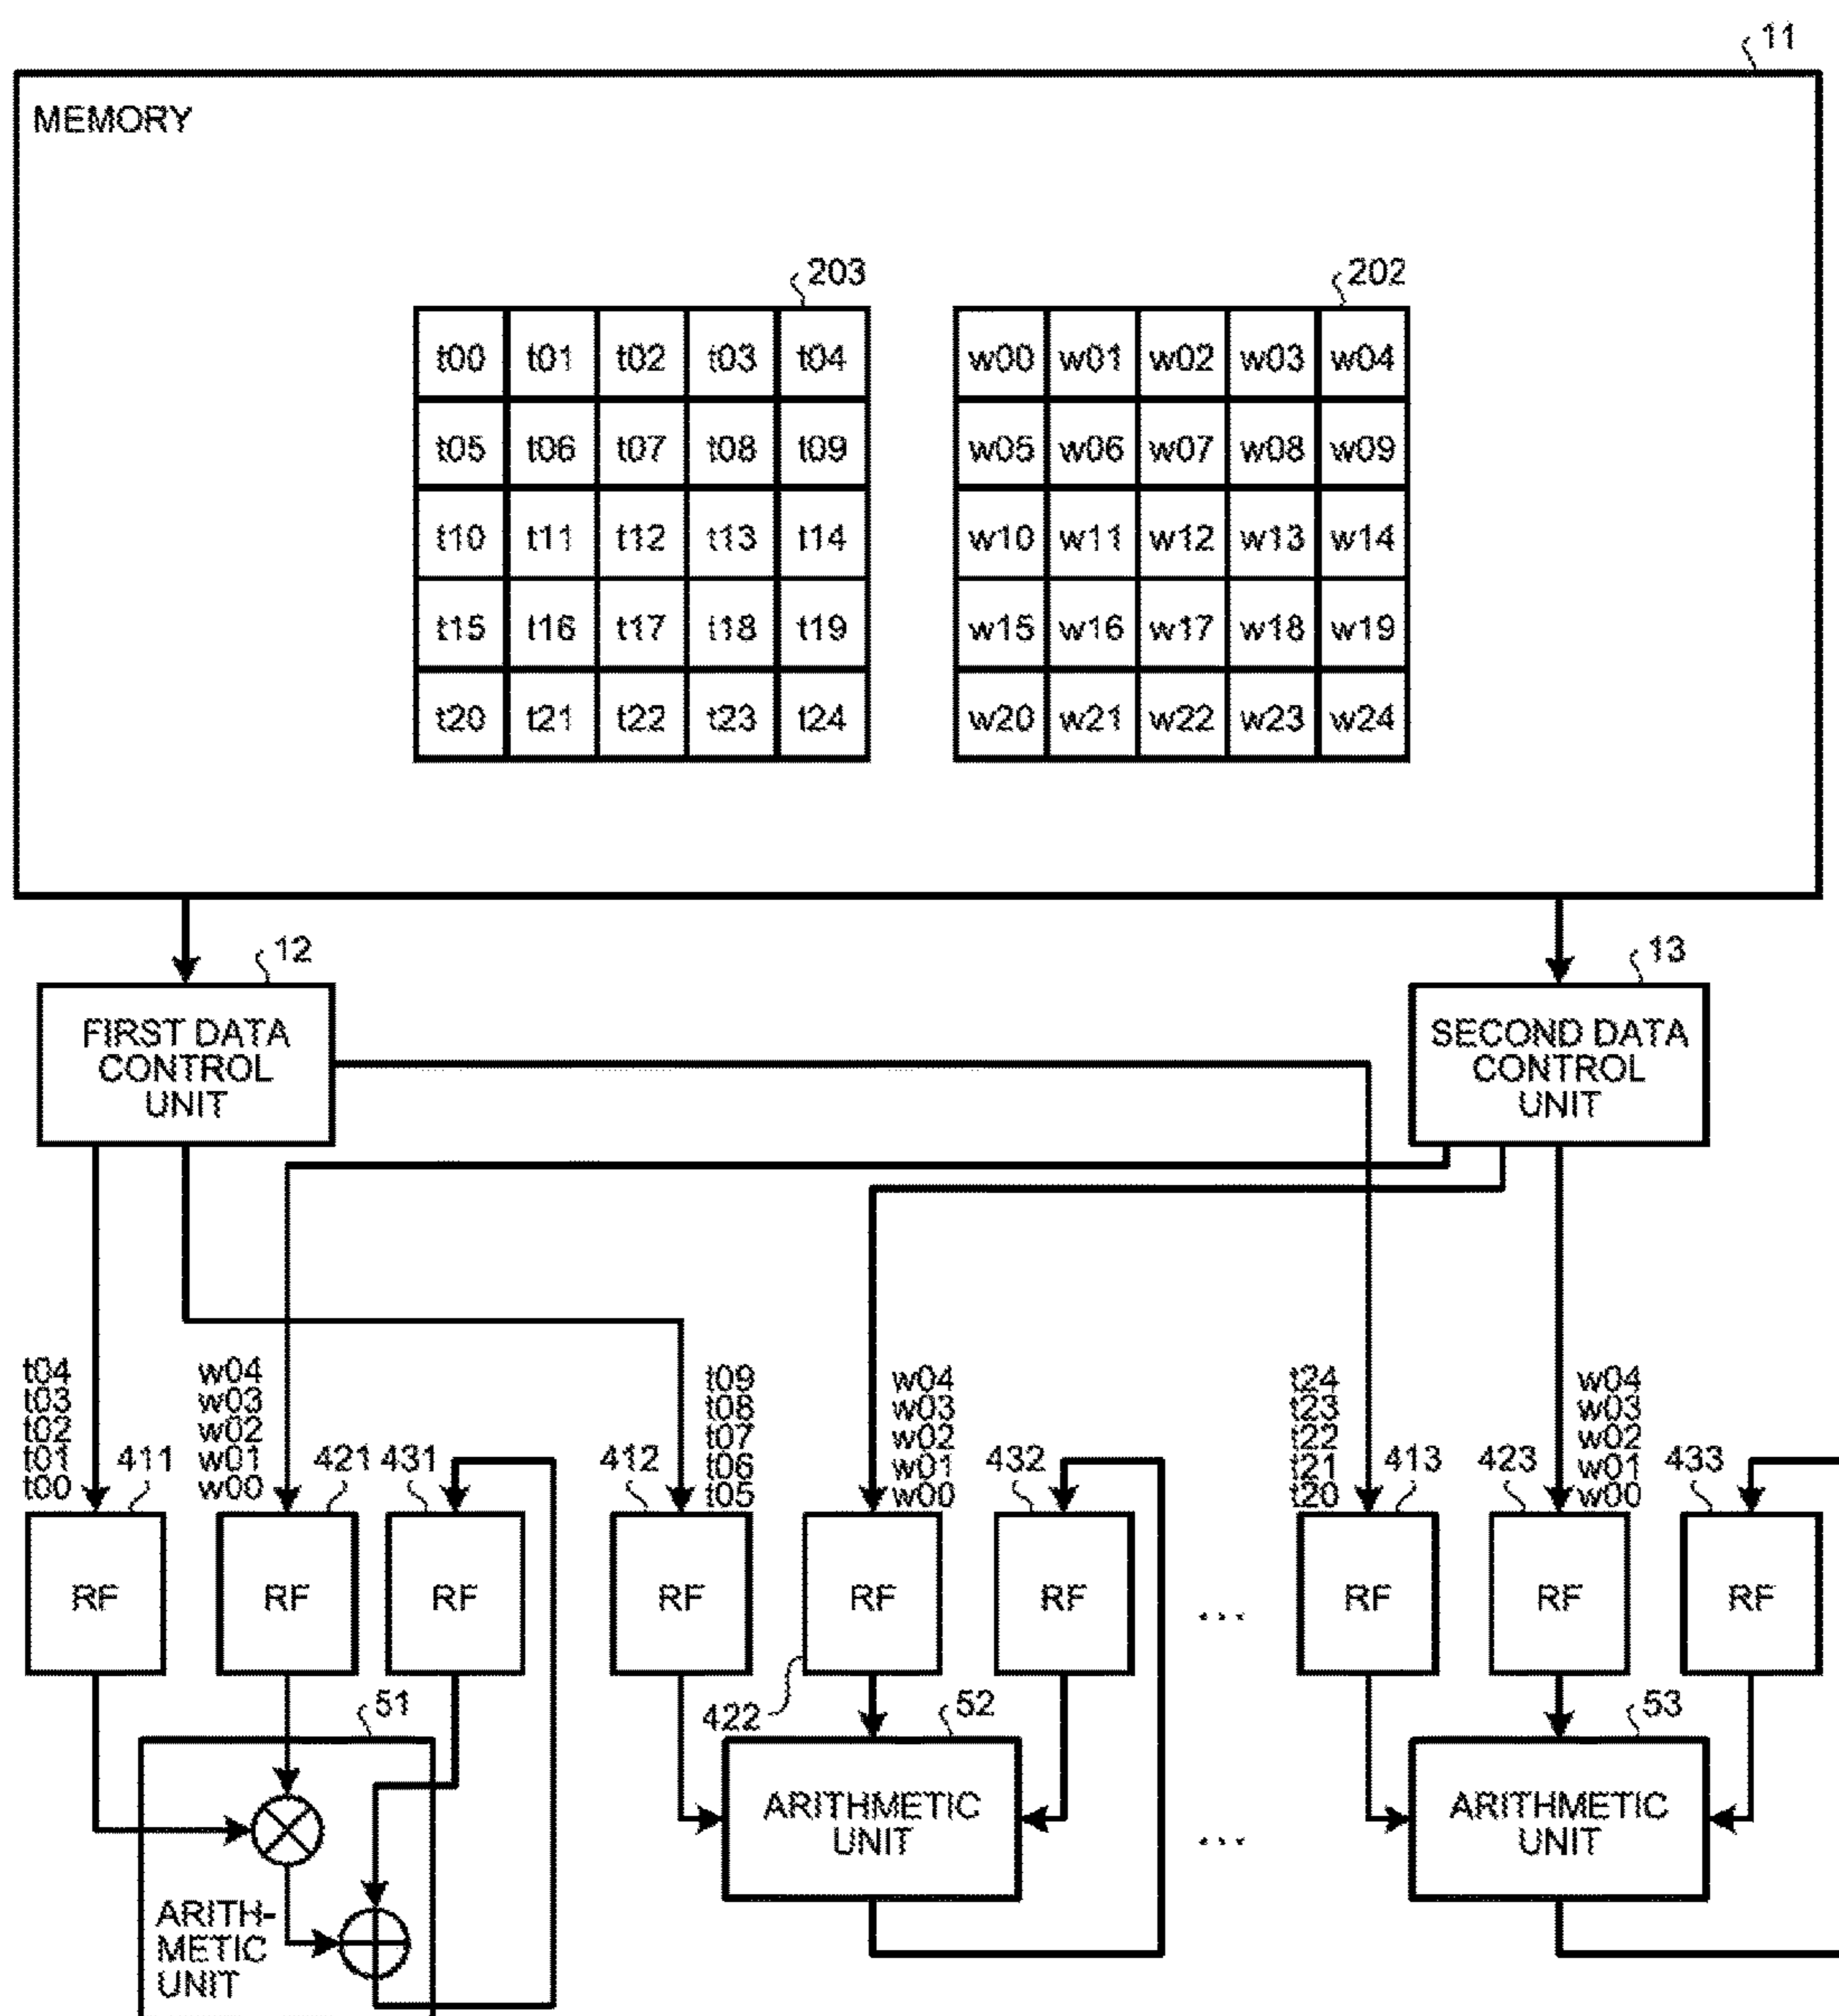 11
MEMORY
203
202
t00 t01 t02 t03 t04
w00 w01 w02 w03 w04
t05 t06 t07 t08 t09
w05 w06 w07 w08 w09
t10 t11 t12 t13 t14
w10 w11 w12 w13 w14
t15 t16 t17 t18 t19
w15 w16 w17 w18 w19
t20 t21 t22 t23 t24
w20 w21 w22 w23 w24
12
FIRST DATA
CONTROL
UNIT
13
SECOND DATA
CONTROL
UNIT
t04
t03
t02
t01
t00
411
w04
w03
w02
w01
w00
421
431
412
t09
t08
t07
t06
t05
w04
w03
w02
w01
w00
432
t24
t23
t22
t21
t20
413
423
w04
w03
w02
w01
w00
433
RF
RF
RF
RF
RF
RF
...
RF
RF
RF
51
422
52
53
ARITH-
METIC
UNIT
ARITHMETIC
UNIT
...
ARITHMETIC
UNIT